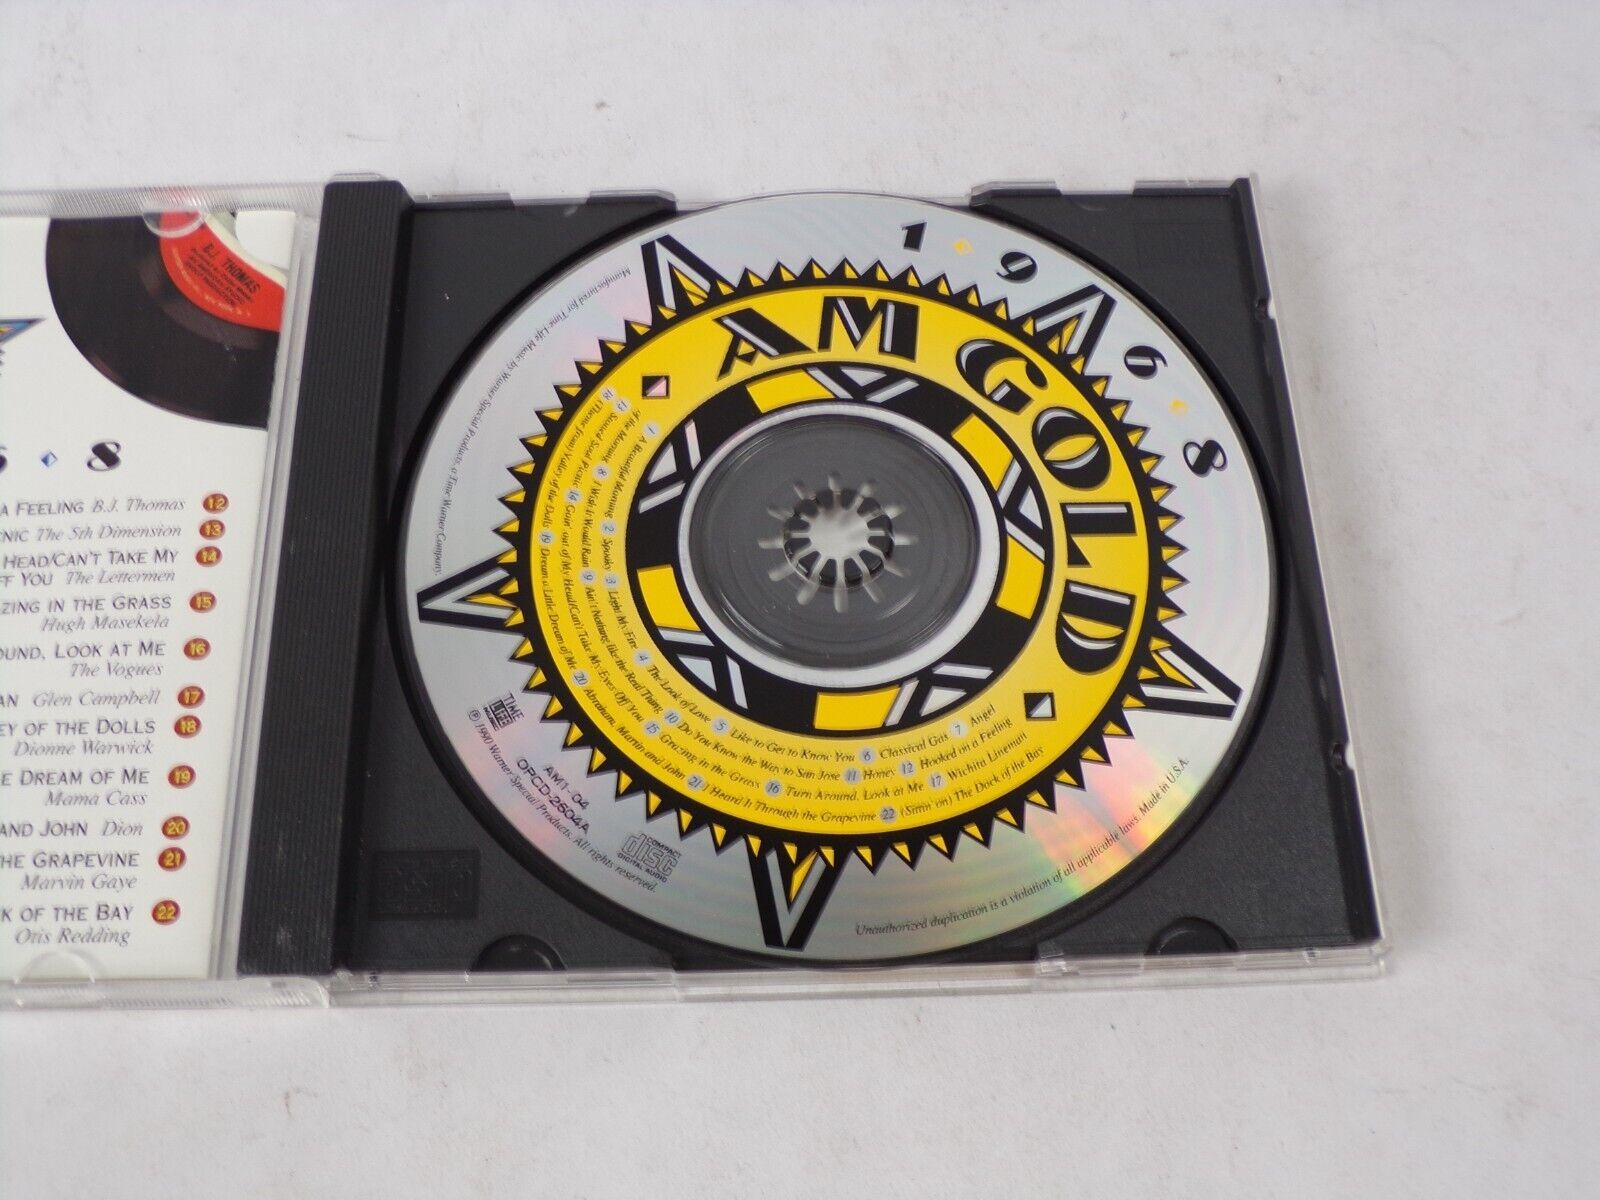 B.J. THOMAS
6 8
A FEELING B.J. Thomas 12
NIC The 5th Dimension 13
HEAD/CAN'T TAKE MY 14
FF YOU The Lettermen
ZING IN THE GRASS 15
Hugh Masekela
OUND, LOOK AT ME 16
The Vogues
AN Glen Campbell 17
EY OF THE DOLLS 18
Dionne Warwick
E DREAM OF ME 19
Mama Cass
AND JOHN Dion 20
THE GRAPEVINE 21
Marvin Gaye
CK OF THE BAY 22
Otis Redding
1968
AM GOLD
1 A Beautiful Morning 2 Spooky 3 Light My Fire 4 The Look of Love 5 Like to Get to Know You 6 Classical Gas 7 Angel
of the Morning 8 I Wish It Would Rain 9 Ain't Nothing like the Real Thing 10 Do You Know the Way to San Jose 11 Honey 12 Hooked on a Feeling
13 Stoned Soul Picnic 14 Goin' out of My Head/Can't Take My Eyes Off You 15 Grazing in the Grass 16 Turn Around, Look at Me 17 Wichita Lineman
18 (Theme from) Valley of the Dolls 19 Dream a Little Dream of Me 20 Abraham, Martin and John 21 I Heard It Through the Grapevine 22 (Sittin' on) The Dock of the Bay
Manufactured for Time-Life Music by Warner Special Products, a Time Warner Company.
TIME LIFE MUSIC
℗ 1990 Warner Special Products. All rights reserved.
AM1-04
OPCD-2604A
COMPACT
disc
DIGITAL AUDIO
Unauthorized duplication is a violation of all applicable laws. Made in U.S.A.